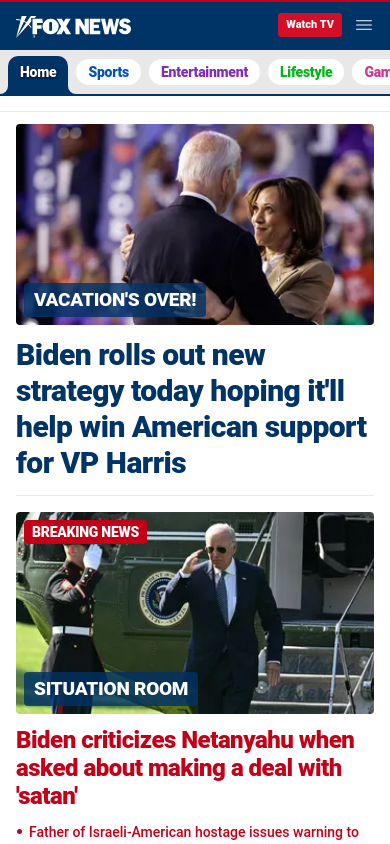 FOX NEWS
Watch TV
Home
Sports
Entertainment
Lifestyle
Gam
JOE
VACATION'S OVER!
Biden rolls out new
strategy today hoping it'll
help win American support
for VP Harris
BREAKING NEWS
SITUATION ROOM
Biden criticizes Netanyahu when
asked about making a deal with
'satan'
• Father of Israeli-American hostage issues warning to